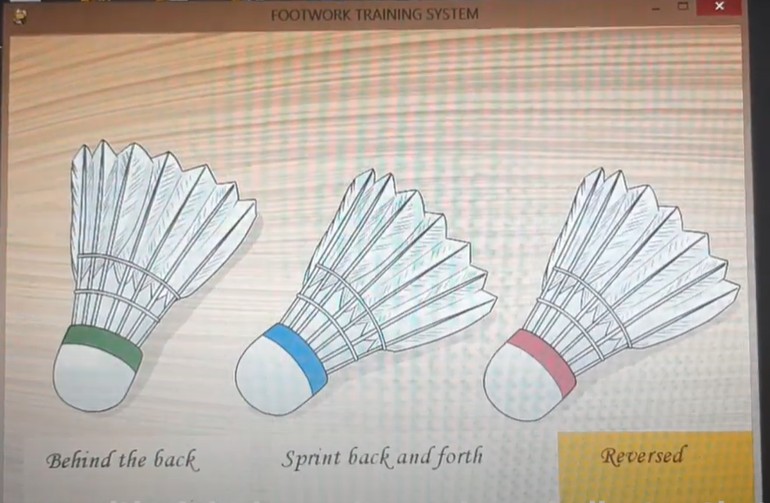 FOOTWORK TRAINING SYSTEM
Behind the back
Sprint back and forth
Reversed